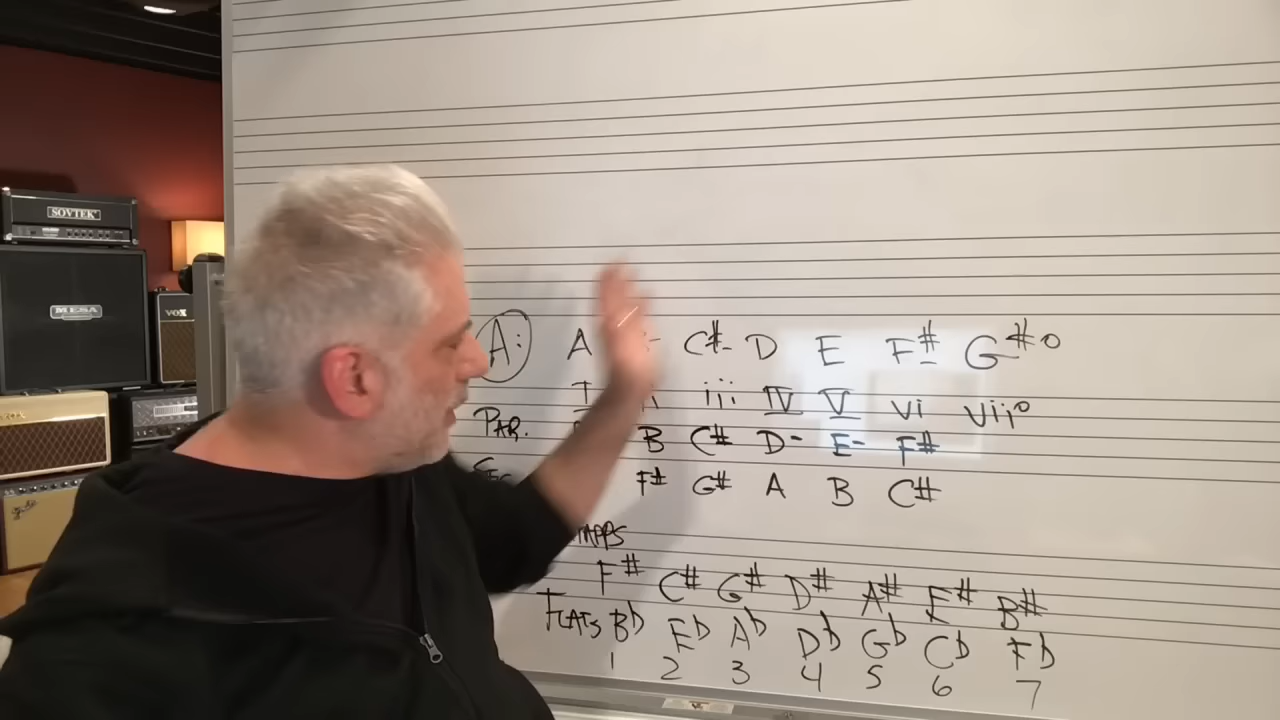 SOVTEK
MESA
VOX
A: A - C#- D E F#- G#-o
I ii iii IV V vi viio
PAR. B C# D- E- F#
F# G# A B C#
F# C# G# D# A# E# B#
FLATS Bb Eb Ab Db Gb Cb Fb
1 2 3 4 5 6 7